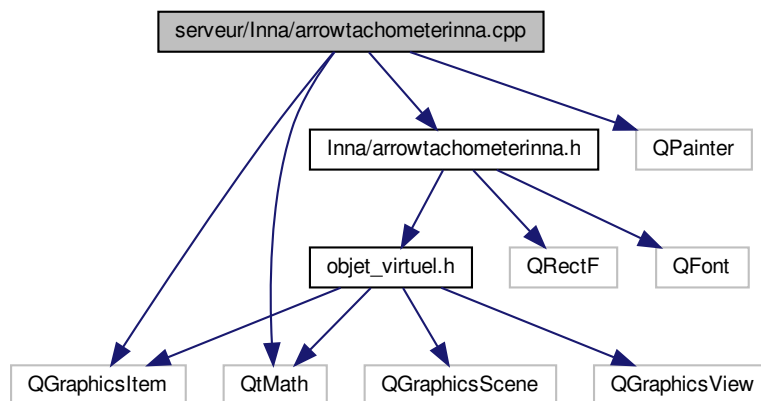 serveur/Inna/arrowtachometerinna.cpp
Inna/arrowtachometerinna.h
QPainter
objet_virtuel.h
QRectF
QFont
QGraphicsItem
QtMath
QGraphicsScene
QGraphicsView